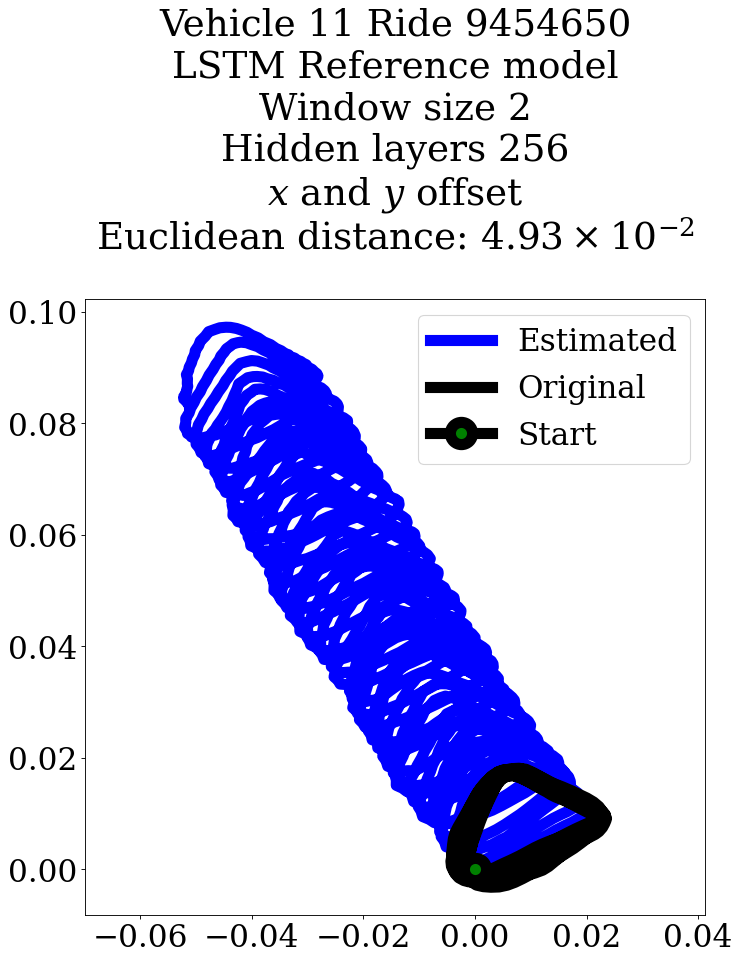 Vehicle 11 Ride 9454650
LSTM Reference model
Window size 2
Hidden layers 256
x and y offset
Euclidean distance: 4.93 × 10⁻²
Estimated
Original
Start
0.10
0.08
0.06
0.04
0.02
0.00
−0.06 −0.04 −0.02 0.00 0.02 0.04